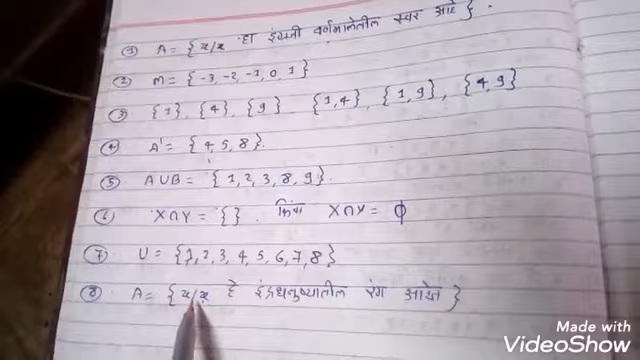 ① A = { x/x हा इंग्रजी वर्णमालेतील स्वर आहे } .
② M = { -3, -2, -1, 0, 1 }
③ {1}, {4}, {9} {1,4}, {1,9}, {4,9}
④ A' = { 4, 5, 8 }.
⑤ A∪B = { 1, 2, 3, 8, 9 }.
⑥ X∩Y = { } . किंवा X∩Y = ϕ
⑦ U = { 1, 2, 3, 4, 5, 6, 7, 8 }
⑧ A = { x/x हे इंद्रधनुष्यातील रंग आहेत }
Made with
VideoShow